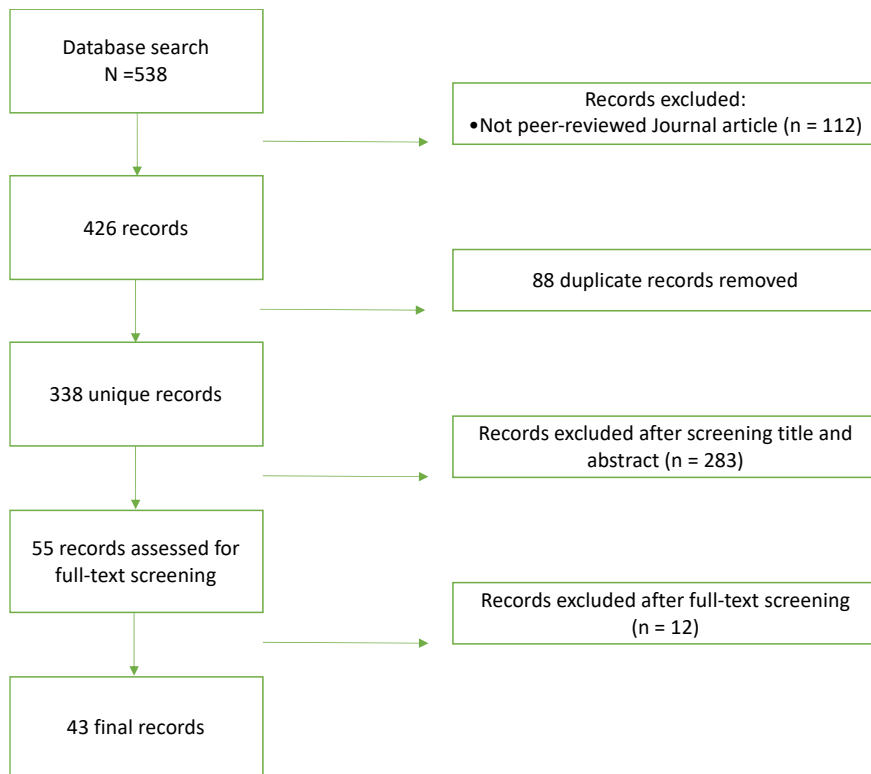 Database search
N =538
Records excluded:
•Not peer-reviewed Journal article (n = 112)
426 records
88 duplicate records removed
338 unique records
Records excluded after screening title and
abstract (n = 283)
55 records assessed for
full-text screening
Records excluded after full-text screening
(n = 12)
43 final records